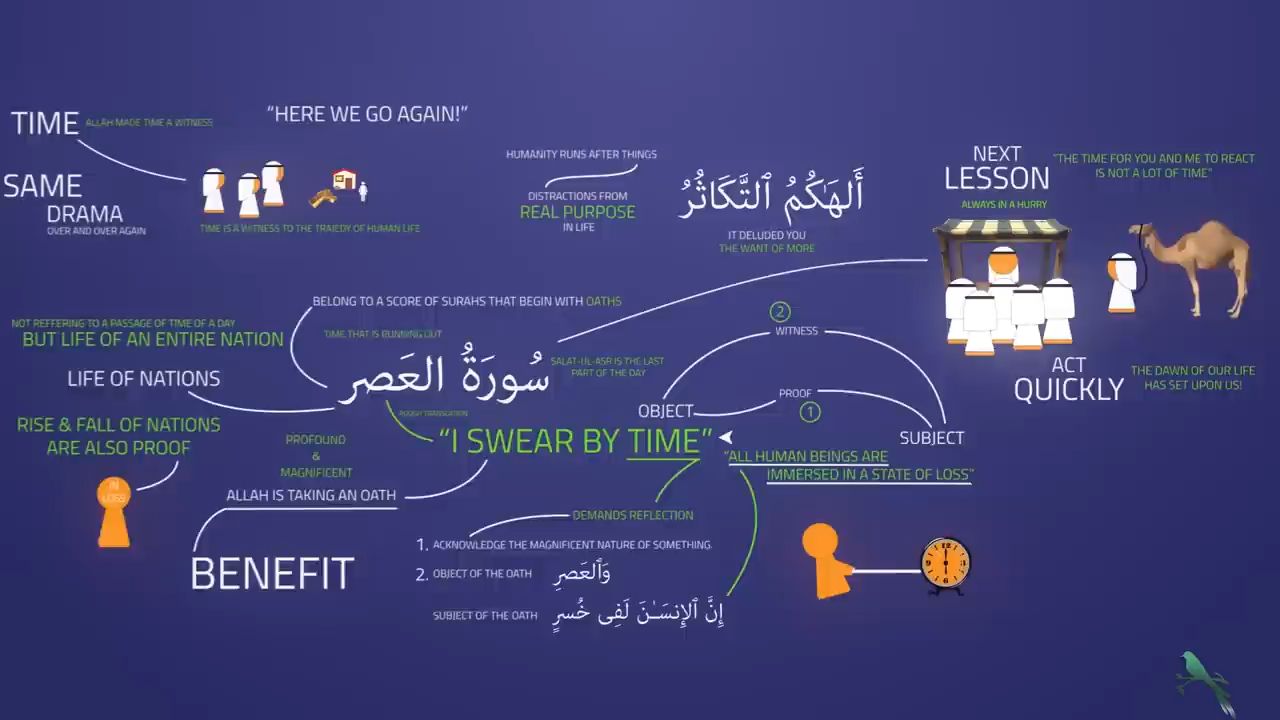 TIME
ALLAH MADE TIME A WITNESS
"HERE WE GO AGAIN!"
SAME
DRAMA
OVER AND OVER AGAIN
TIME IS A WITNESS TO THE TRAJEDY OF HUMAN LIFE
HUMANITY RUNS AFTER THINGS
DISTRACTIONS FROM
REAL PURPOSE
IN LIFE
أَلْهَىٰكُمُ ٱلتَّكَاثُرُ
IT DELUDED YOU
THE WANT OF MORE
NEXT
LESSON
ALWAYS IN A HURRY
"THE TIME FOR YOU AND ME TO REACT
IS NOT A LOT OF TIME"
ACT
QUICKLY
THE DAWN OF OUR LIFE
HAS SET UPON US!
BELONG TO A SCORE OF SURAHS THAT BEGIN WITH OATHS
NOT REFFERING TO A PASSAGE OF TIME OF A DAY
BUT LIFE OF AN ENTIRE NATION
TIME THAT IS RUNNING OUT
LIFE OF NATIONS
سُورَةُ العَصر
SALAT-UL-ASR IS THE LAST
PART OF THE DAY
RISE & FALL OF NATIONS
ARE ALSO PROOF
IN
LOSS
ROUGH TRANSLATION
"I SWEAR BY TIME"
PROFOUND
&
MAGNIFICENT
ALLAH IS TAKING AN OATH
BENEFIT
2
WITNESS
PROOF
1
OBJECT
SUBJECT
"ALL HUMAN BEINGS ARE
IMMERSED IN A STATE OF LOSS"
DEMANDS REFLECTION
1. ACKNOWLEDGE THE MAGNIFICENT NATURE OF SOMETHING.
2. OBJECT OF THE OATH وَٱلعَصرِ
SUBJECT OF THE OATH إِنَّ ٱلإِنسَـٰنَ لَفِى خُسرٍ